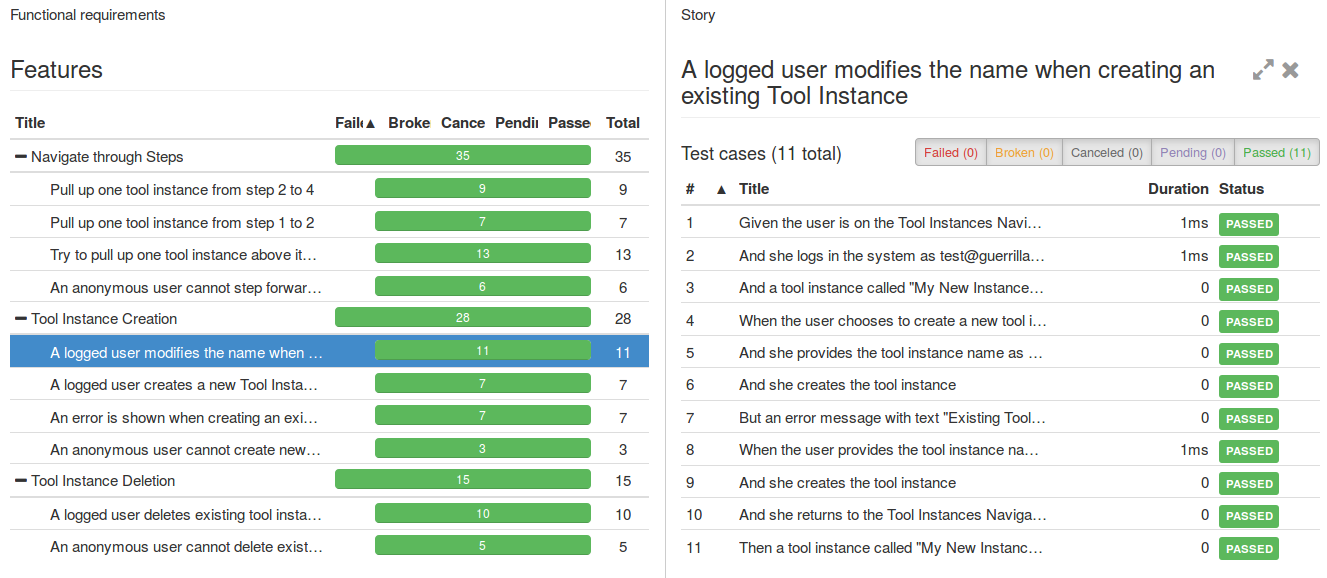 Functional requirements
Features
Title Faile▲ Broke Cance Pendin Passe Total
Navigate through Steps 35 35
Pull up one tool instance from step 2 to 4 9 9
Pull up one tool instance from step 1 to 2 7 7
Try to pull up one tool instance above it… 13 13
An anonymous user cannot step forwar… 6 6
Tool Instance Creation 28 28
A logged user modifies the name when … 11 11
A logged user creates a new Tool Insta… 7 7
An error is shown when creating an exi… 7 7
An anonymous user cannot create new… 3 3
Tool Instance Deletion 15 15
A logged user deletes existing tool insta… 10 10
An anonymous user cannot delete exist… 5 5
Story
A logged user modifies the name when creating an
existing Tool Instance
Test cases (11 total) Failed (0) Broken (0) Canceled (0) Pending (0) Passed (11)
# ▲ Title Duration Status
1 Given the user is on the Tool Instances Navi… 1ms PASSED
2 And she logs in the system as test@guerrilla… 1ms PASSED
3 And a tool instance called "My New Instance… 0 PASSED
4 When the user chooses to create a new tool i… 0 PASSED
5 And she provides the tool instance name as … 0 PASSED
6 And she creates the tool instance 0 PASSED
7 But an error message with text "Existing Tool… 0 PASSED
8 When the user provides the tool instance na… 1ms PASSED
9 And she creates the tool instance 0 PASSED
10 And she returns to the Tool Instances Naviga… 0 PASSED
11 Then a tool instance called "My New Instanc… 0 PASSED